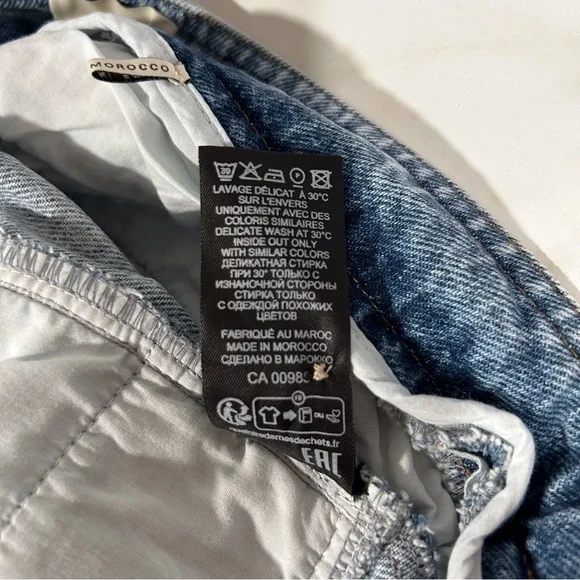 MOROCCO
30
P
LAVAGE DÉLICAT À 30°C
SUR L'ENVERS
UNIQUEMENT AVEC DES
COLORIS SIMILAIRES
DELICATE WASH AT 30°C
INSIDE OUT ONLY
WITH SIMILAR COLORS
ДЕЛИКАТНАЯ СТИРКА
ПРИ 30° ТОЛЬКО С
ИЗНАНОЧНОЙ СТОРОНЫ
СТИРКА ТОЛЬКО
С ОДЕЖДОЙ ПОХОЖИХ
ЦВЕТОВ
FABRIQUÉ AU MAROC
MADE IN MOROCCO
СДЕЛАНО В МАРОККО
CA 0098
FR
OU
EAC